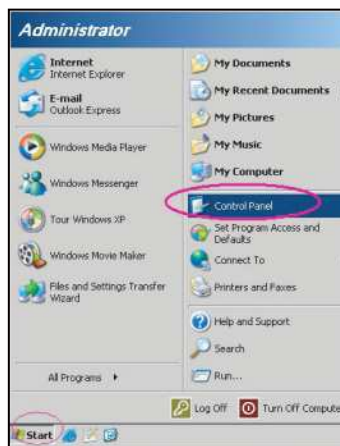 Administrator
Internet
Internet Explorer
E-mail
Outlook Express
Windows Media Player
Windows Messenger
Tour Windows XP
Windows Movie Maker
Files and Settings Transfer
Wizard
All Programs
My Documents
My Recent Documents
My Pictures
My Music
My Computer
Control Panel
Set Program Access and
Defaults
Connect To
Printers and Faxes
Help and Support
Search
Run...
Log Off
Turn Off Compute
Start